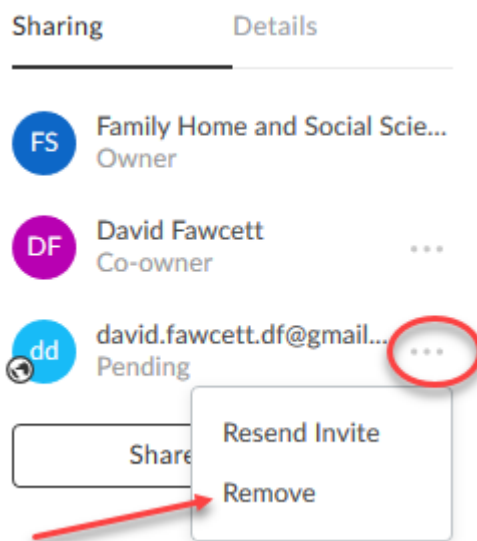 Sharing Details
FS Family Home and Social Scie...
Owner
DF David Fawcett
Co-owner
dd david.fawcett.df@gmail...
Pending
Resend Invite
Share
Remove